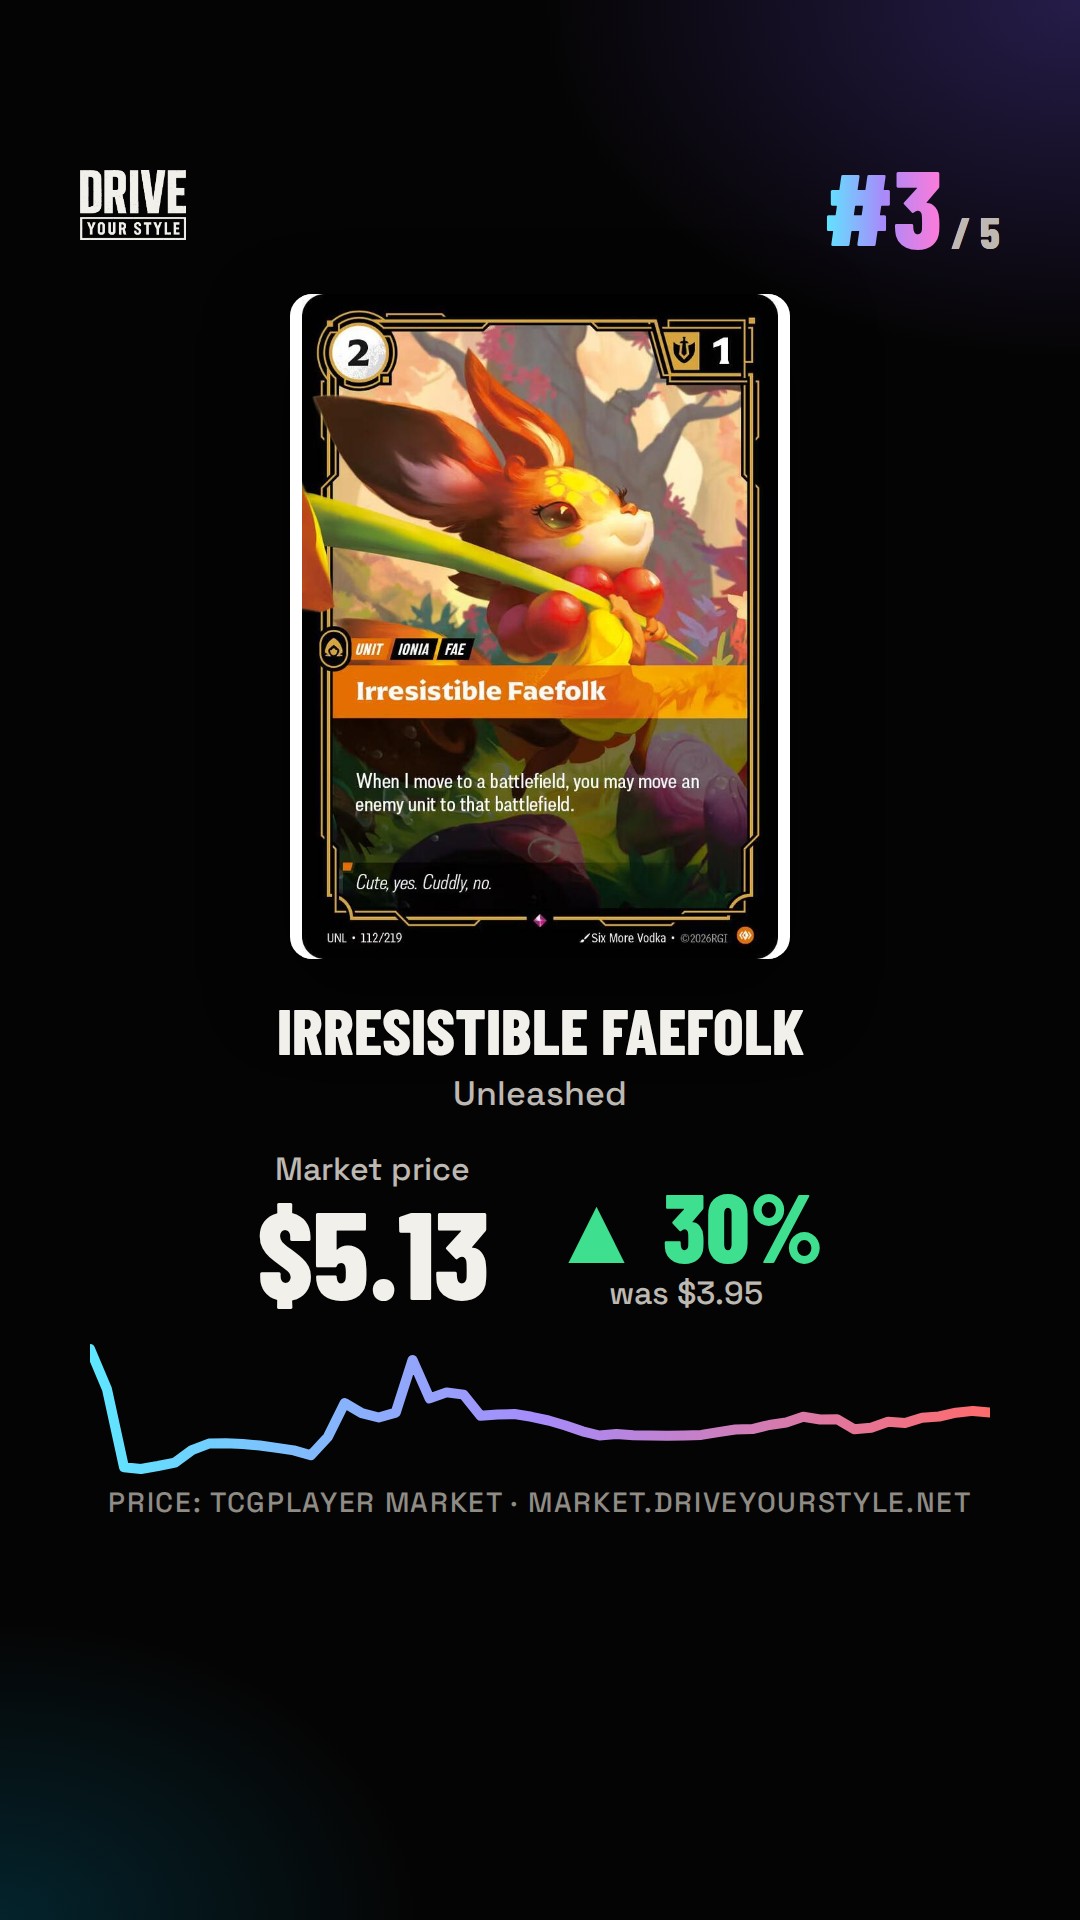 DRIVE
YOUR STYLE
#3 / 5
2
1
UNIT IONIA FAE
Irresistible Faefolk
When I move to a battlefield, you may move an
enemy unit to that battlefield.
Cute, yes. Cuddly, no.
UNL • 112/219
Six More Vodka • ©2026RGI
IRRESISTIBLE FAEFOLK
Unleashed
Market price
$5.13
▲ 30%
was $3.95
PRICE: TCGPLAYER MARKET · MARKET.DRIVEYOURSTYLE.NET